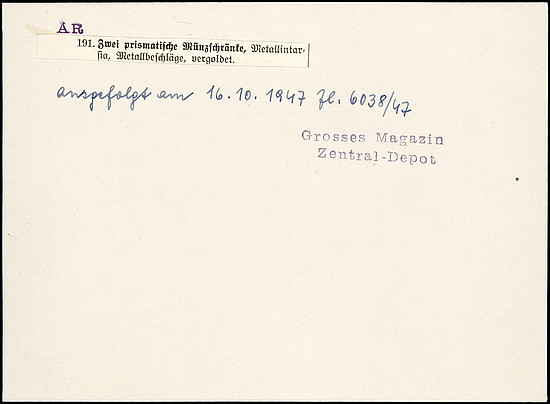 AR
191. Zwei prismatische Münzschränke, Metallintar-
sia, Metallbeschläge, vergoldet.
ausgefolgt am 16.10.1947 Zl. 6038/47
Grosses Magazin
Zentral-Depot